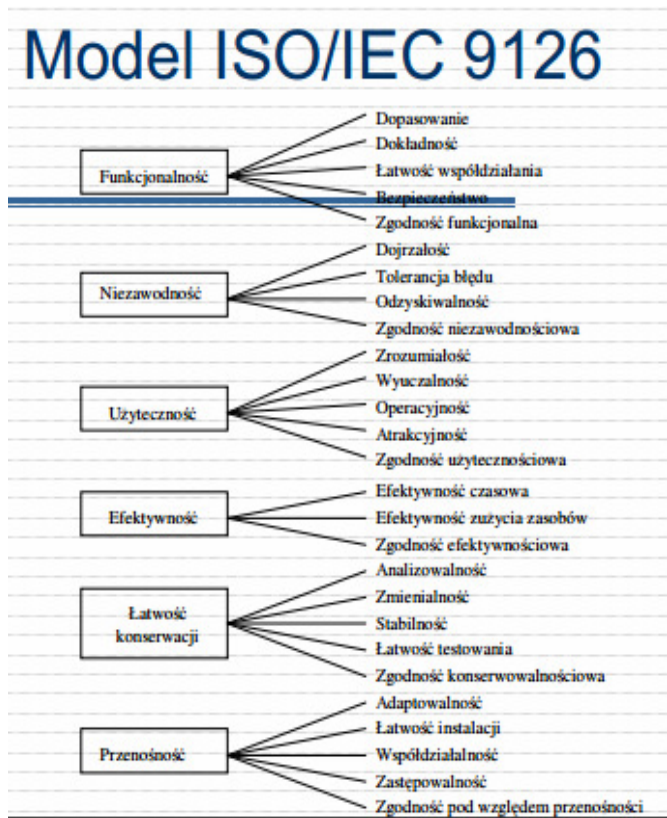 Model ISO/IEC 9126
Funkcjonalność
Dopasowanie
Dokładność
Łatwość współdziałania
Bezpieczeństwo
Zgodność funkcjonalna
Niezawodność
Dojrzałość
Tolerancja błędu
Odzyskiwalność
Zgodność niezawodnościowa
Użyteczność
Zrozumiałość
Wyuczalność
Operacyjność
Atrakcyjność
Zgodność użytecznościowa
Efektywność
Efektywność czasowa
Efektywność zużycia zasobów
Zgodność efektywnościowa
Łatwość
konserwacji
Analizowalność
Zmienialność
Stabilność
Łatwość testowania
Zgodność konserwowalnościowa
Przenośność
Adaptowalność
Łatwość instalacji
Współdziałalność
Zastępowalność
Zgodność pod względem przenośności